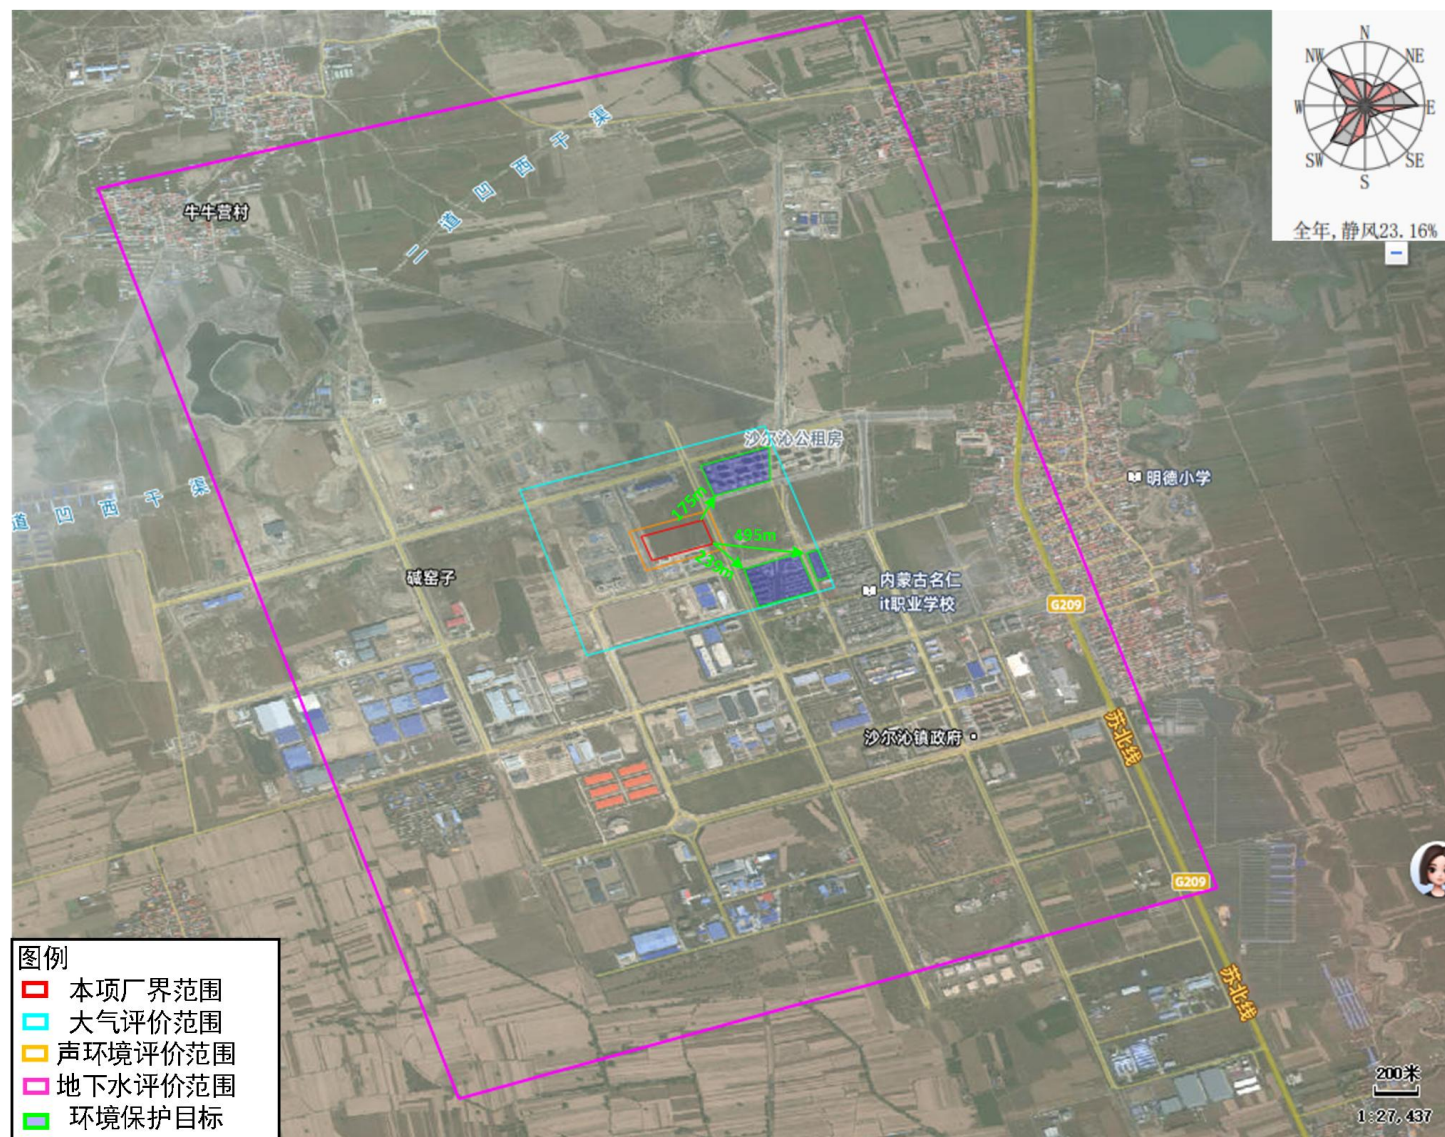 N
NW
NE
W
E
SW
SE
S
全年,静风23.16%
二道凹西干渠
牛牛营村
沙尔沁公租房
明德小学
道凹西干渠
175m
495m
碱窑子
内蒙古名仁
it职业学校
G209
沙尔沁镇政府
苏北线
G209
苏北线
图例
本项厂界范围
大气评价范围
声环境评价范围
地下水评价范围
环境保护目标
200米
1:27,437